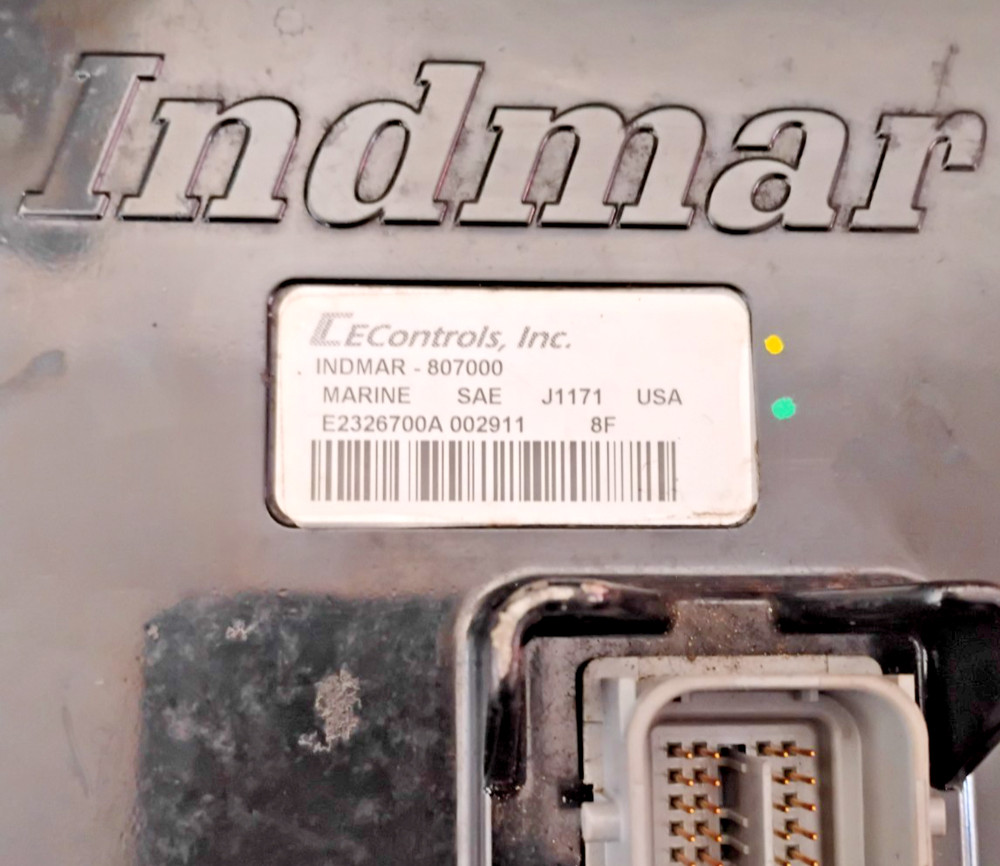 Indmar
EControls, Inc.
INDMAR - 807000
MARINE SAE J1171 USA
E2326700A 002911 8F